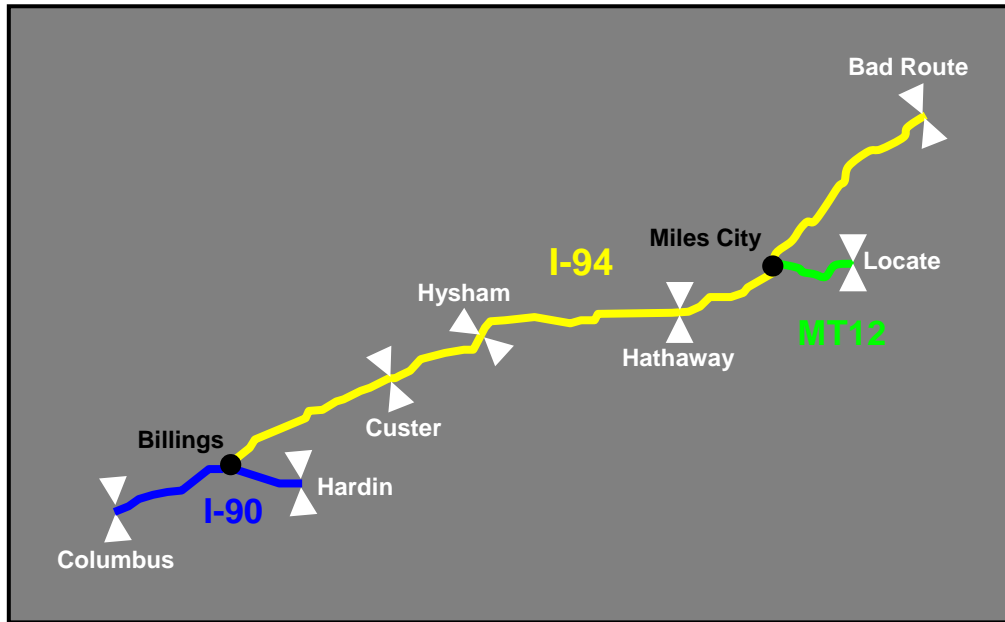 Bad Route
Miles City
Locate
I-94
Hysham
MT12
Hathaway
Custer
Billings
Hardin
I-90
Columbus